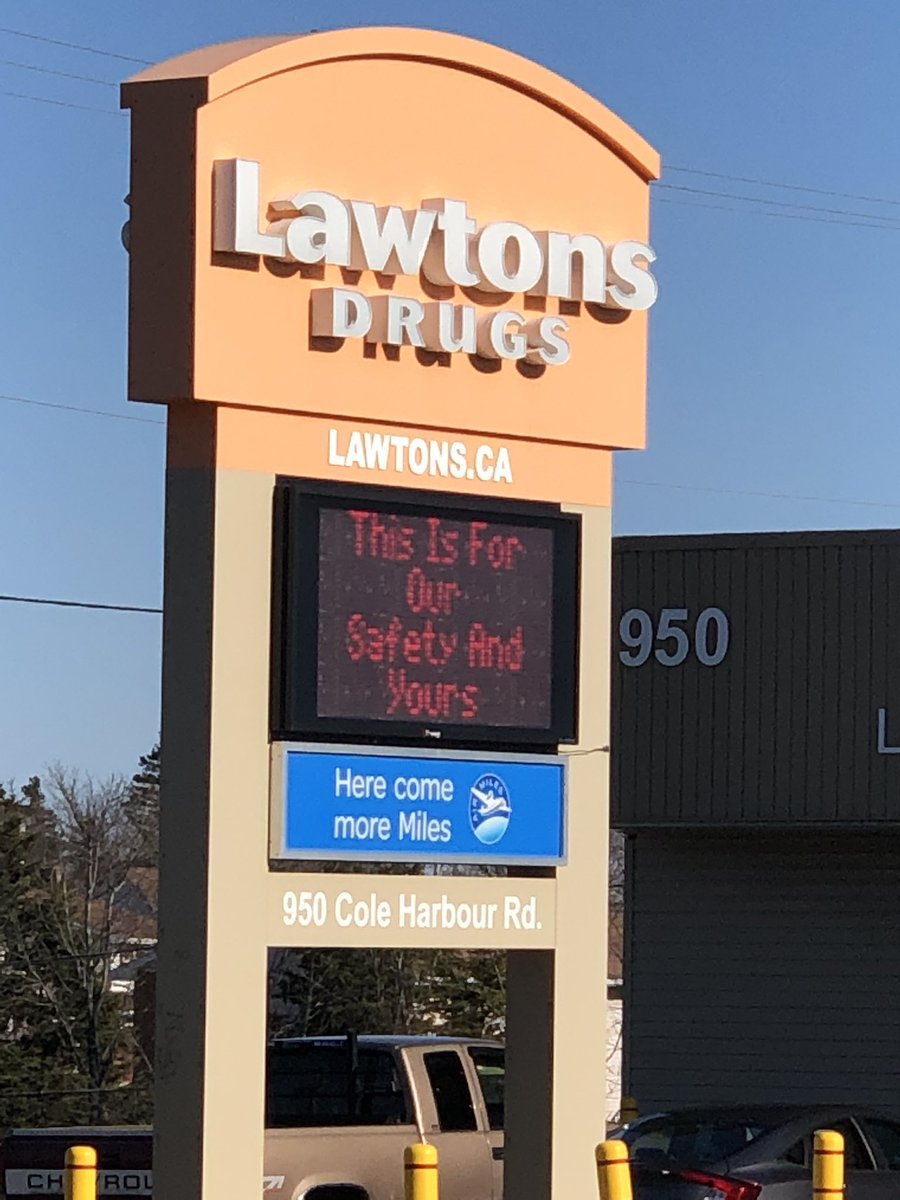 Lawtons
DRUGS
LAWTONS.CA
This Is For
Our
Safety And
Yours
950
Here come
more Miles
AIR MILES
950 Cole Harbour Rd.